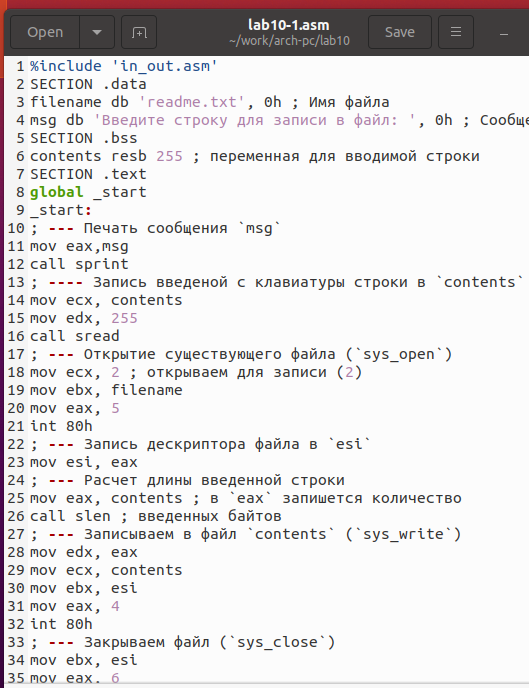 Open
lab10-1.asm
~/work/arch-pc/lab10
Save
1 %include 'in_out.asm'
2 SECTION .data
3 filename db 'readme.txt', 0h ; Имя файла
4 msg db 'Введите строку для записи в файл: ', 0h ; Сообще
5 SECTION .bss
6 contents resb 255 ; переменная для вводимой строки
7 SECTION .text
8 global _start
9 _start:
10 ; --- Печать сообщения `msg`
11 mov eax,msg
12 call sprint
13 ; ---- Запись введеной с клавиатуры строки в `contents`
14 mov ecx, contents
15 mov edx, 255
16 call sread
17 ; --- Открытие существующего файла (`sys_open`)
18 mov ecx, 2 ; открываем для записи (2)
19 mov ebx, filename
20 mov eax, 5
21 int 80h
22 ; --- Запись дескриптора файла в `esi`
23 mov esi, eax
24 ; --- Расчет длины введенной строки
25 mov eax, contents ; в `eax` запишется количество
26 call slen ; введенных байтов
27 ; --- Записываем в файл `contents` (`sys_write`)
28 mov edx, eax
29 mov ecx, contents
30 mov ebx, esi
31 mov eax, 4
32 int 80h
33 ; --- Закрываем файл (`sys_close`)
34 mov ebx, esi
35 mov eax, 6